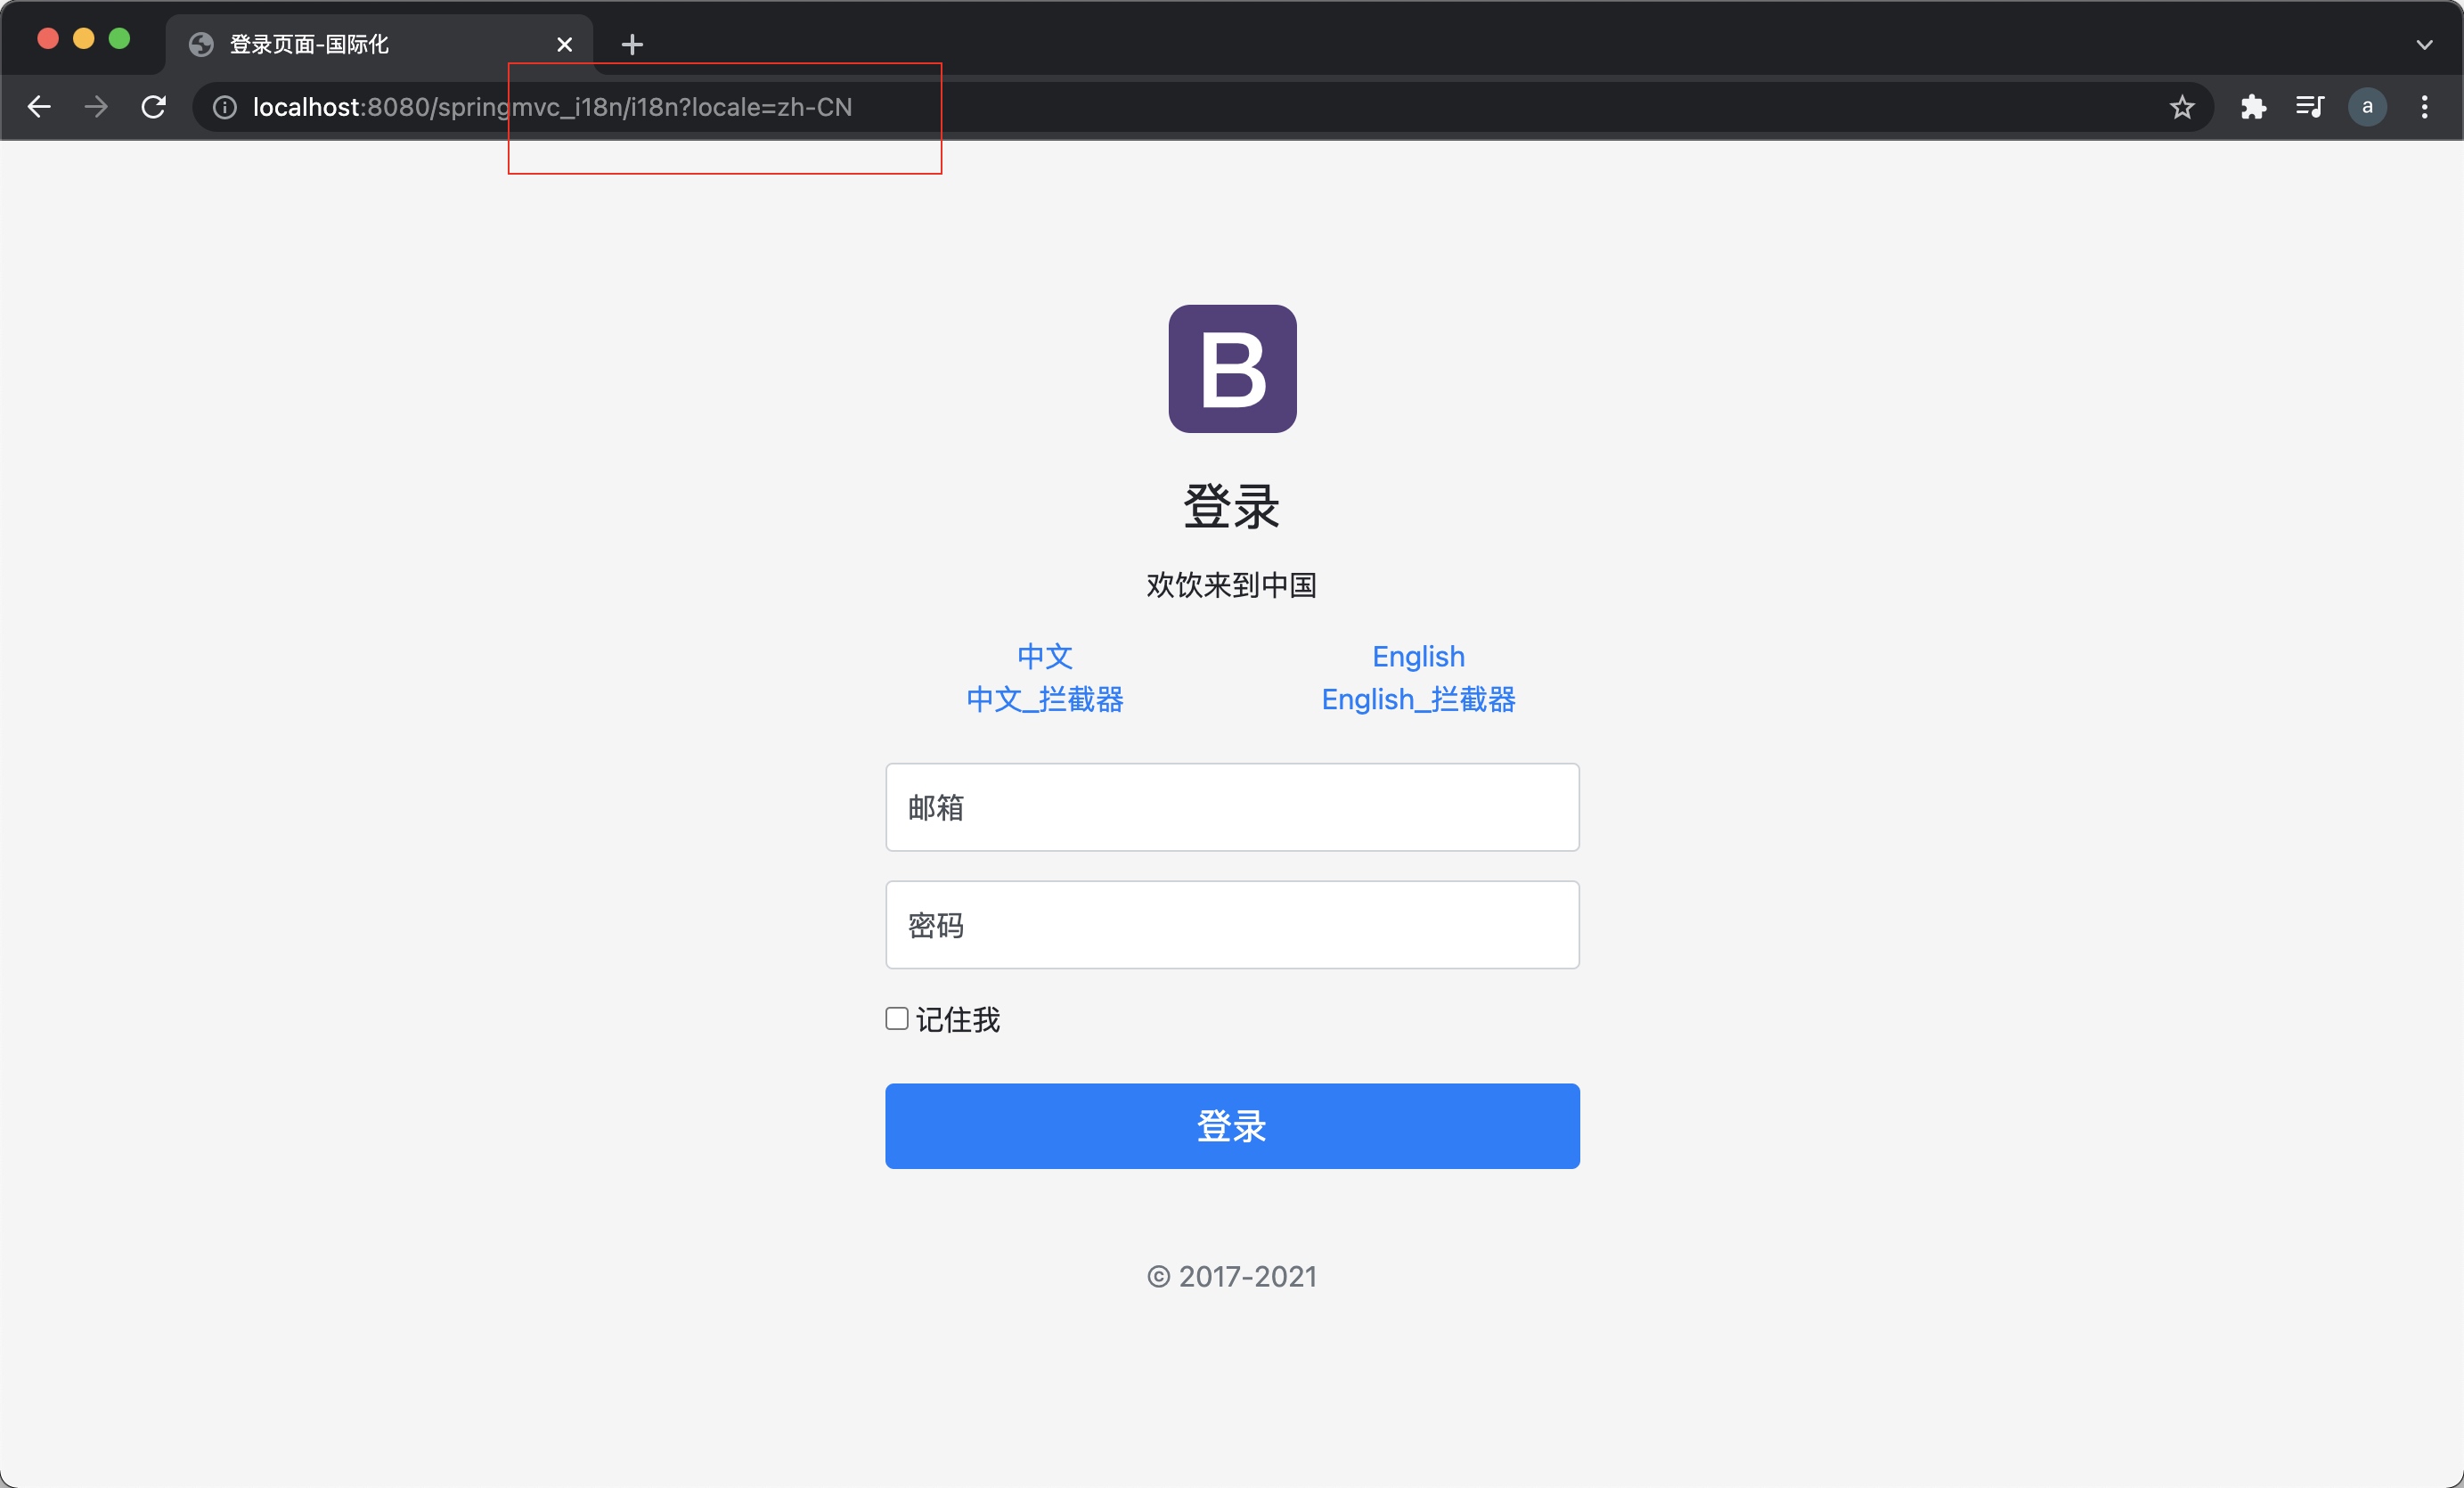 登录页面-国际化
localhost:8080/springmvc_i18n/i18n?locale=zh-CN
a
B
登录
欢饮来到中国
中文 English
中文_拦截器 English_拦截器
邮箱
密码
记住我
登录
© 2017-2021